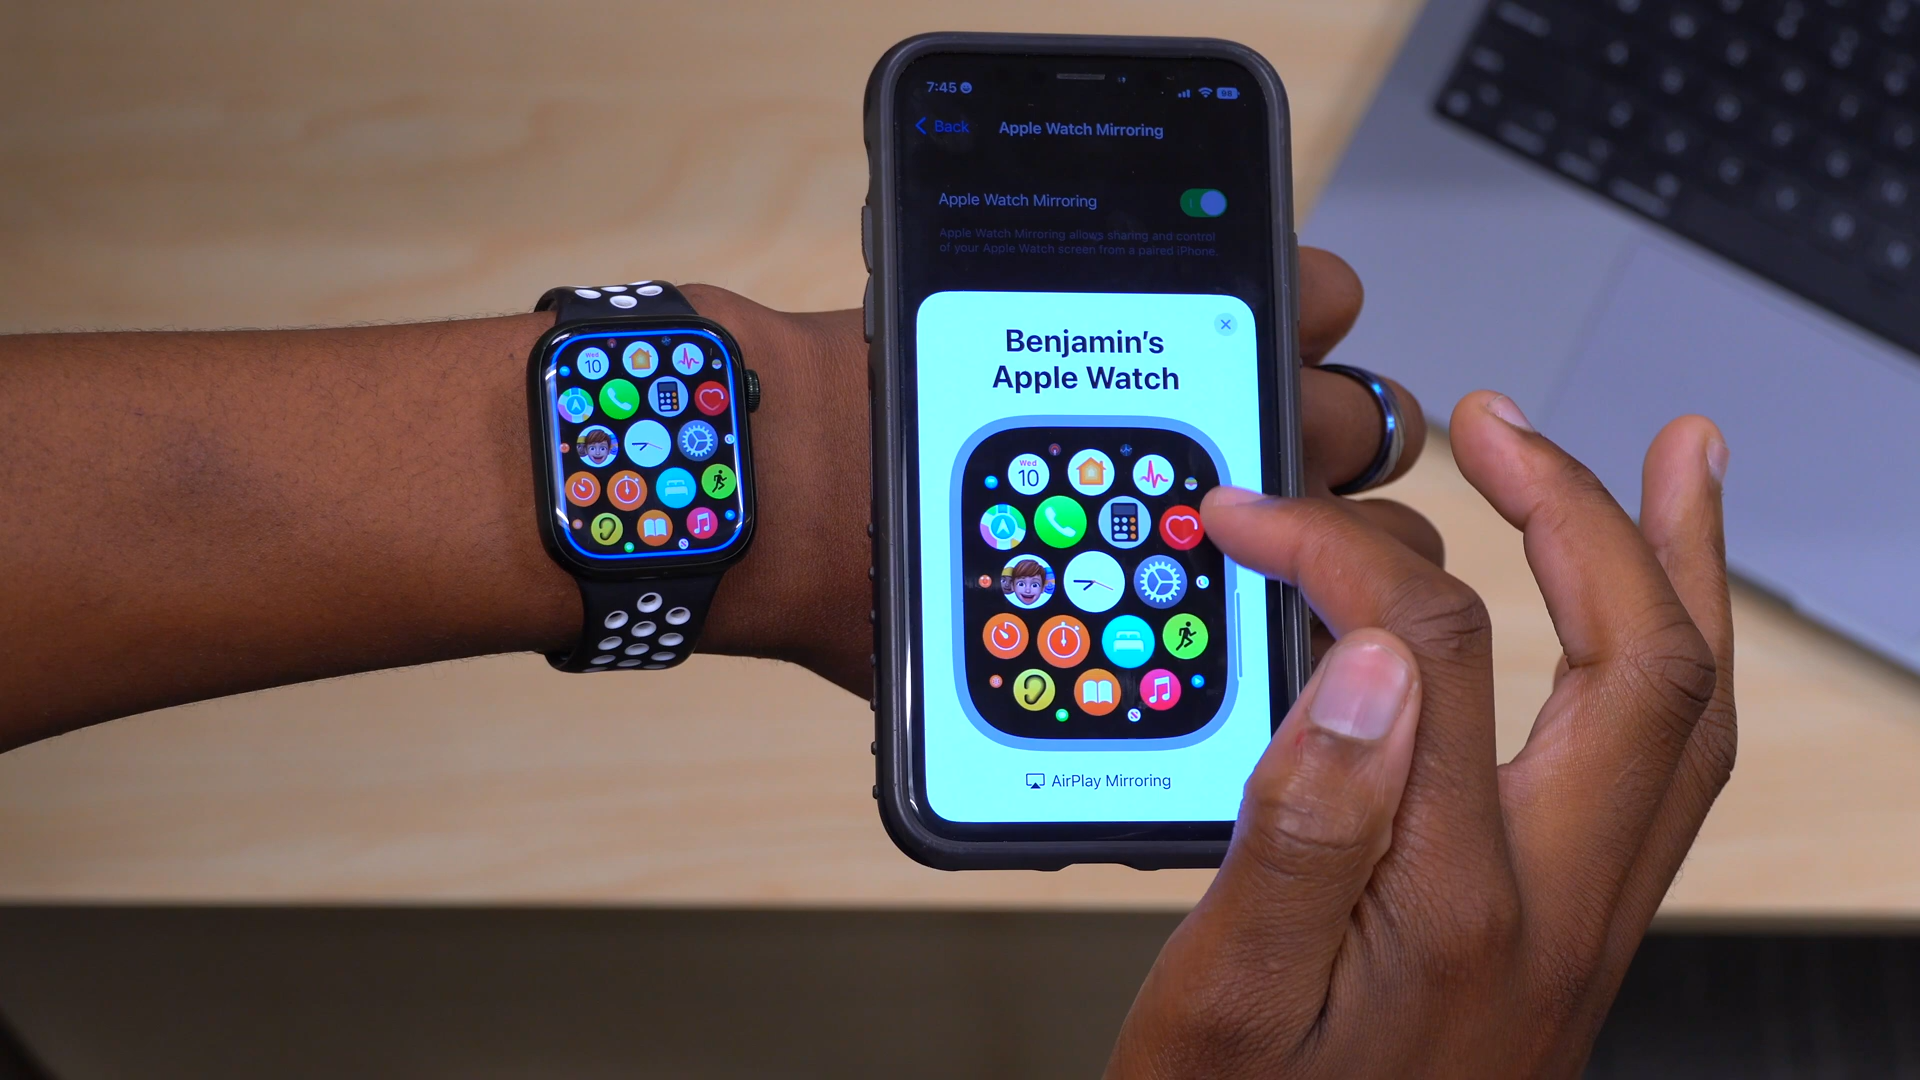 7:45
98
Back
Apple Watch Mirroring
Apple Watch Mirroring
Apple Watch Mirroring allows sharing and control
of your Apple Watch screen from a paired iPhone.
Benjamin's
Apple Watch
Wed
10
Wed
10
AirPlay Mirroring